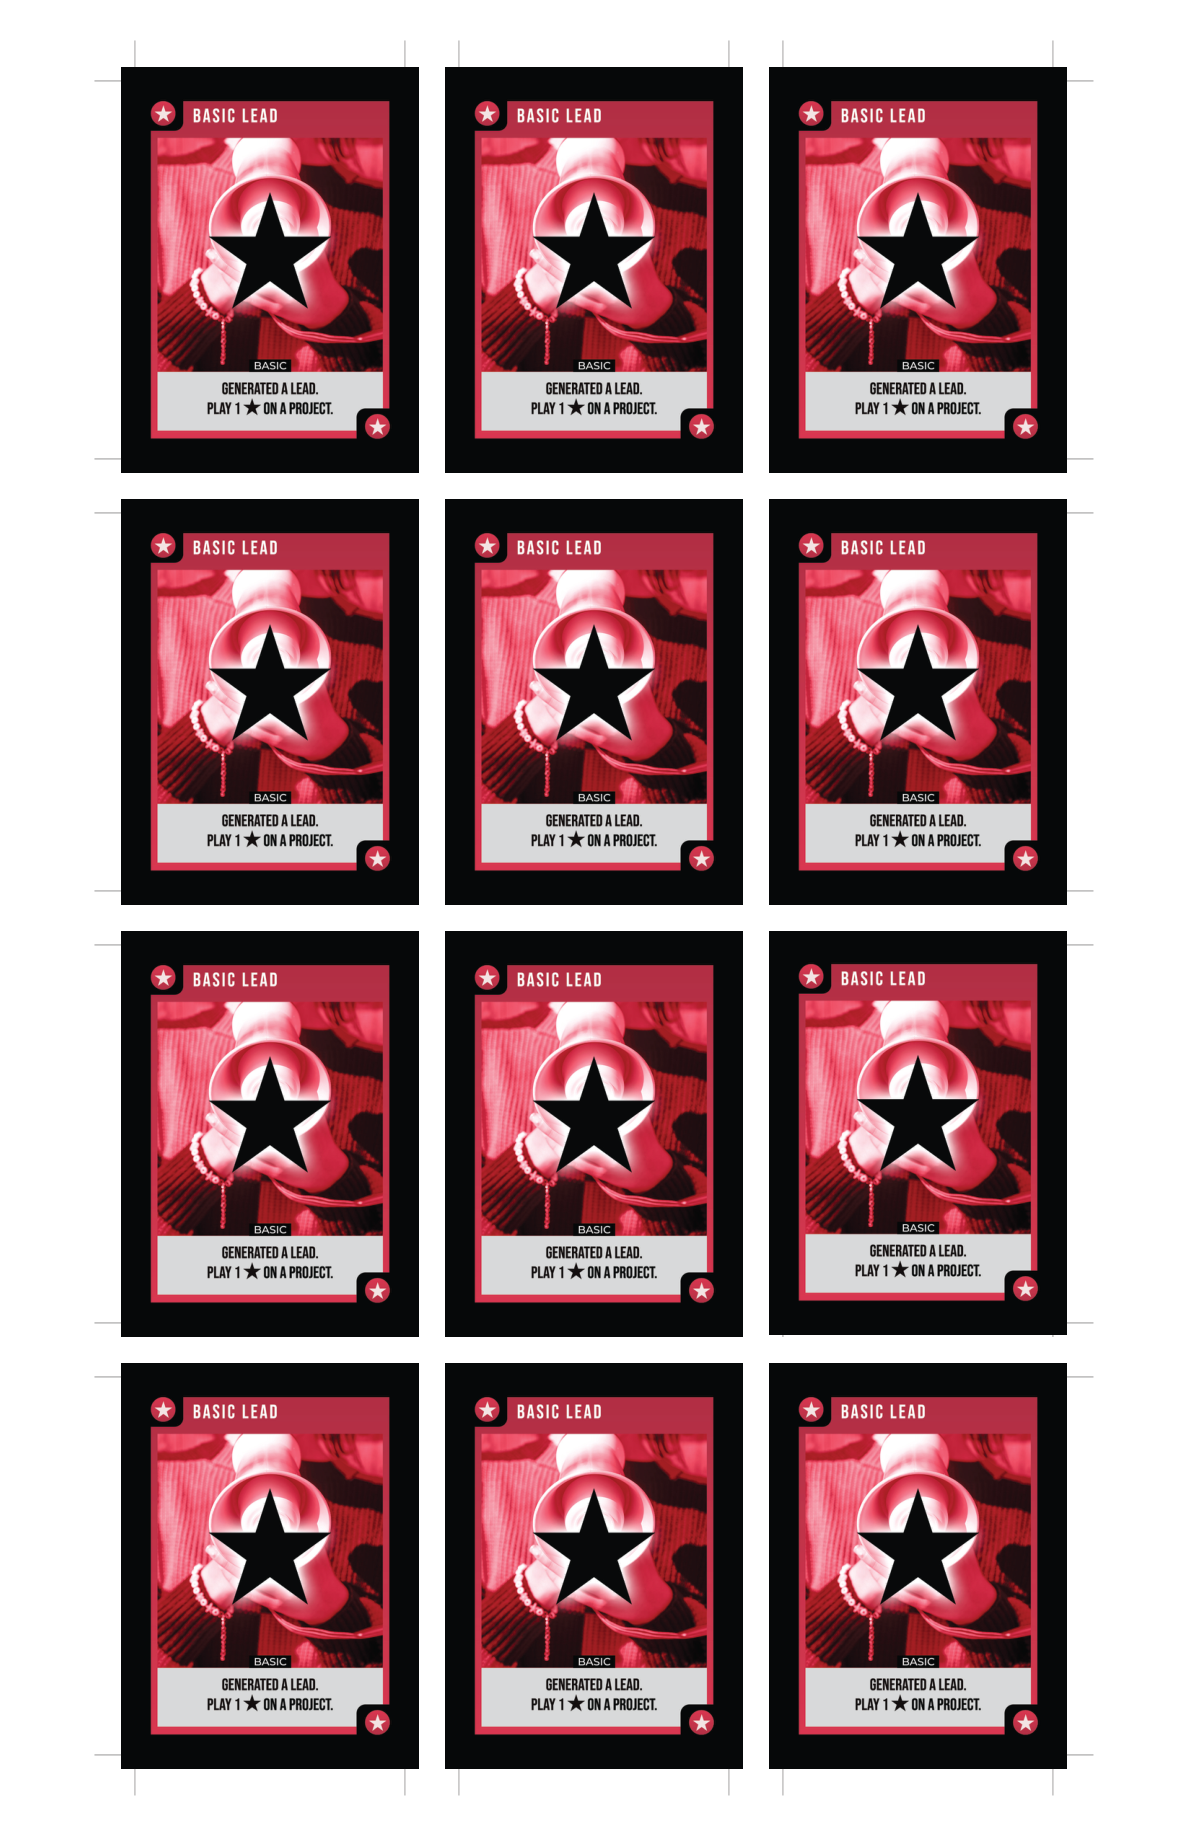 BASIC LEAD
BASIC
GENERATED A LEAD.
PLAY 1 ★ ON A PROJECT.
BASIC LEAD
BASIC
GENERATED A LEAD.
PLAY 1 ★ ON A PROJECT.
BASIC LEAD
BASIC
GENERATED A LEAD.
PLAY 1 ★ ON A PROJECT.
BASIC LEAD
BASIC
GENERATED A LEAD.
PLAY 1 ★ ON A PROJECT.
BASIC LEAD
BASIC
GENERATED A LEAD.
PLAY 1 ★ ON A PROJECT.
BASIC LEAD
BASIC
GENERATED A LEAD.
PLAY 1 ★ ON A PROJECT.
BASIC LEAD
BASIC
GENERATED A LEAD.
PLAY 1 ★ ON A PROJECT.
BASIC LEAD
BASIC
GENERATED A LEAD.
PLAY 1 ★ ON A PROJECT.
BASIC LEAD
BASIC
GENERATED A LEAD.
PLAY 1 ★ ON A PROJECT.
BASIC LEAD
BASIC
GENERATED A LEAD.
PLAY 1 ★ ON A PROJECT.
BASIC LEAD
BASIC
GENERATED A LEAD.
PLAY 1 ★ ON A PROJECT.
BASIC LEAD
BASIC
GENERATED A LEAD.
PLAY 1 ★ ON A PROJECT.